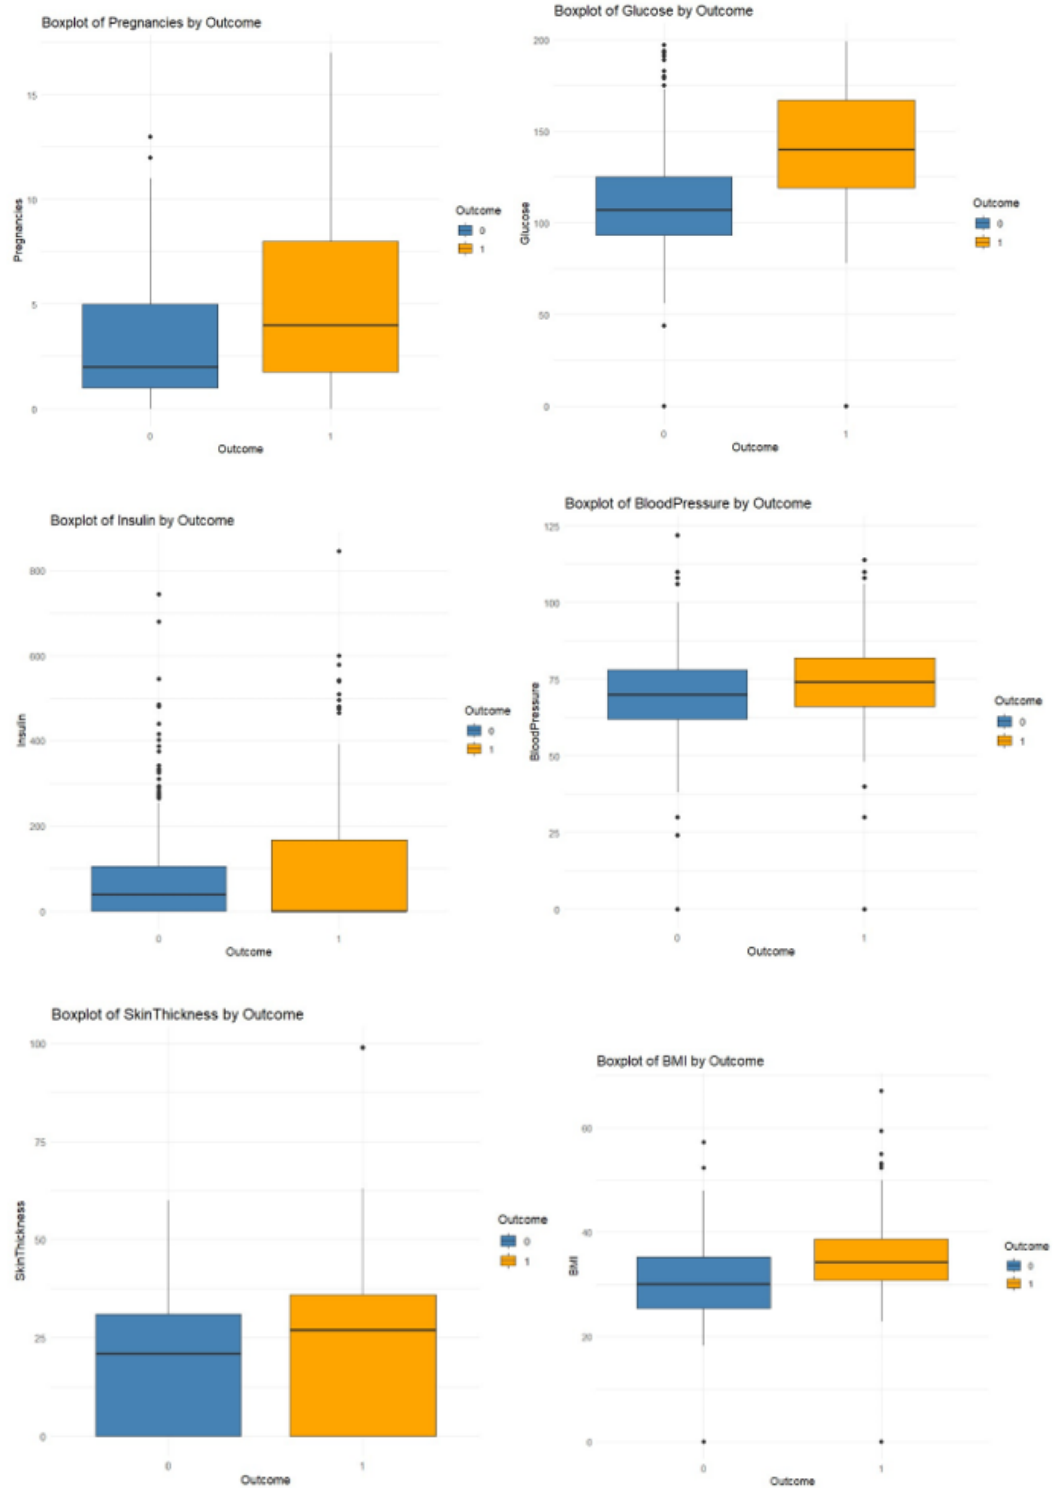 Boxplot of Pregnancies by Outcome
15
10
5
0
Pregnancies
0
1
Outcome
Outcome
0
1
Boxplot of Glucose by Outcome
200
150
100
50
0
Glucose
0
1
Outcome
Outcome
0
1
Boxplot of Insulin by Outcome
800
600
400
200
0
Insulin
0
1
Outcome
Outcome
0
1
Boxplot of BloodPressure by Outcome
125
100
75
50
25
0
BloodPressure
0
1
Outcome
Outcome
0
1
Boxplot of SkinThickness by Outcome
100
75
50
25
0
SkinThickness
0
1
Outcome
Outcome
0
1
Boxplot of BMI by Outcome
60
40
20
0
BMI
0
1
Outcome
Outcome
0
1